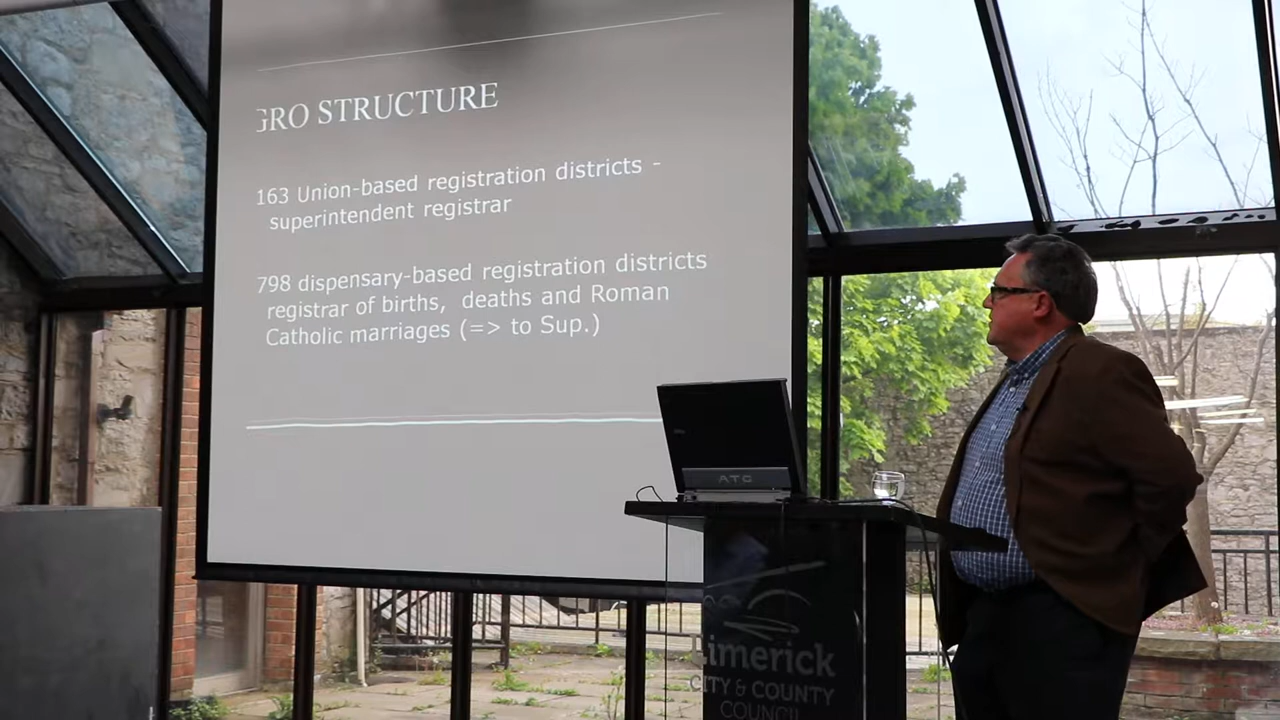 GRO STRUCTURE
163 Union-based registration districts -
superintendent registrar
798 dispensary-based registration districts
registrar of births, deaths and Roman
Catholic marriages (=> to Sup.)
ATC
Limerick
CITY & COUNTY
COUNCIL